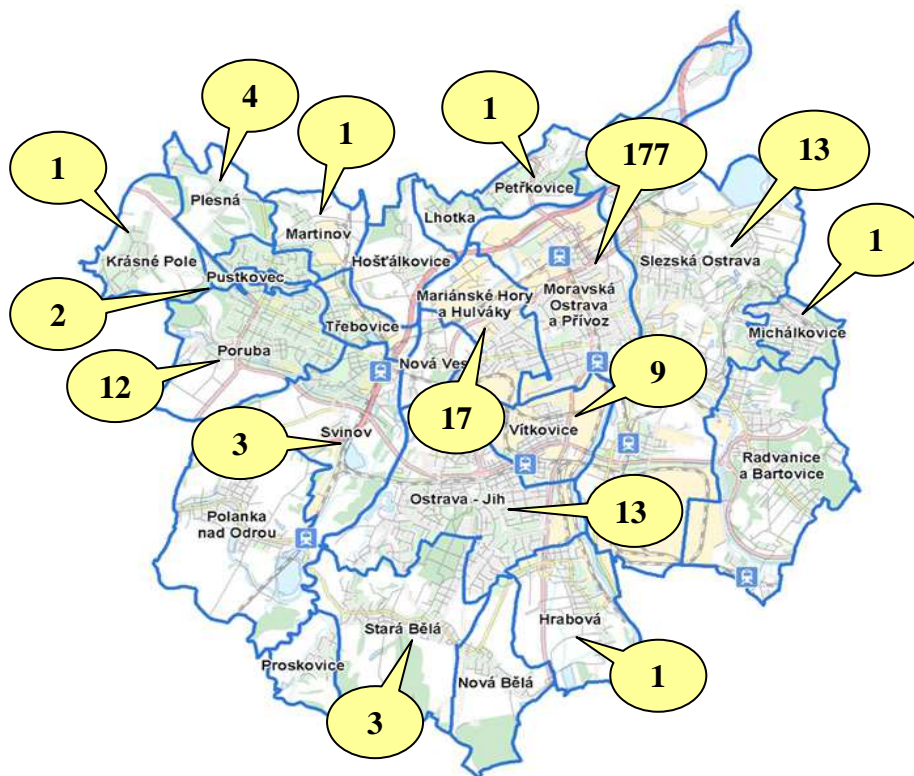 4
1
1
177
13
1
Petřkovice
Plesná
Lhotka
Martinov
1
Krásné Pole
Hošťálkovice
Slezská Ostrava
Pustkovec
Mariánské Hory
a Hulváky
Moravská
Ostrava
a Přívoz
2
Třebovice
Michálkovice
Poruba
Nová Ves
12
9
17
Svinov
3
Vítkovice
Radvanice
a Bartovice
Ostrava - Jih
13
Polanka
nad Odrou
Hrabová
Stará Bělá
Proskovice
Nová Bělá
1
3